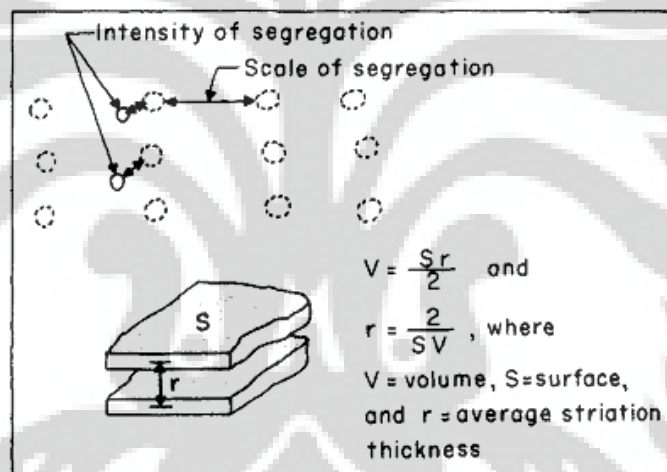 Intensity of segregation
Scale of segregation
V = Sr/2 and
S
r = 2/SV, where
r
V = volume, S=surface,
and r = average striation
thickness